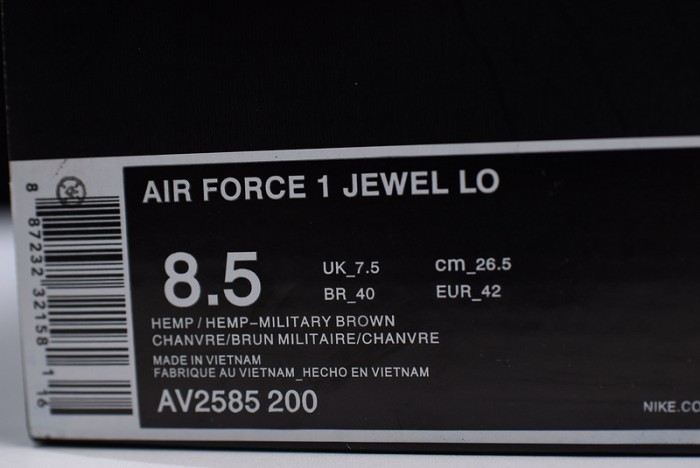 AIR FORCE 1 JEWEL LO
8.5
UK_7.5 cm_26.5
BR_40 EUR_42
HEMP / HEMP-MILITARY BROWN
CHANVRE/BRUN MILITAIRE/CHANVRE
MADE IN VIETNAM
FABRIQUE AU VIETNAM_HECHO EN VIETNAM
AV2585 200
NIKE.CO
8 87232 32158 1 16